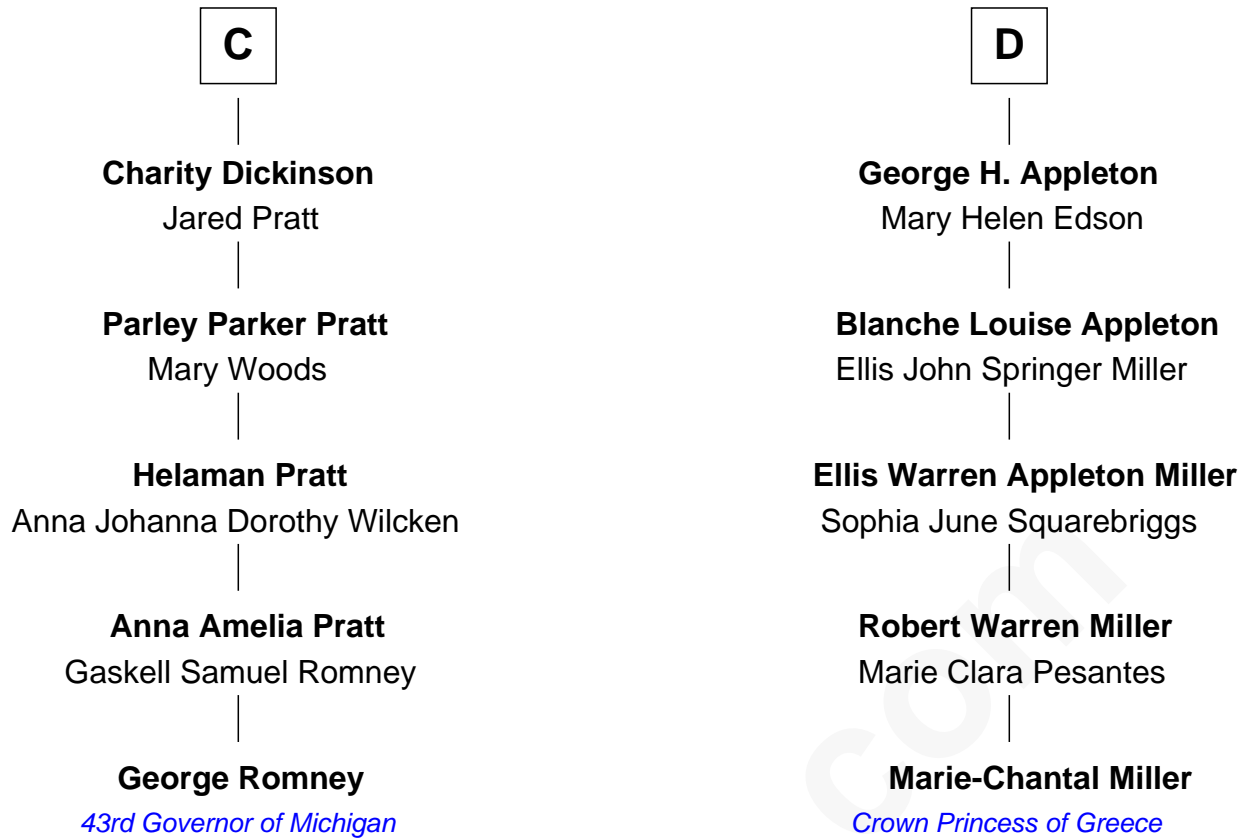 C
Charity Dickinson
Jared Pratt
Parley Parker Pratt
Mary Woods
Helaman Pratt
Anna Johanna Dorothy Wilcken
Anna Amelia Pratt
Gaskell Samuel Romney
George Romney
43rd Governor of Michigan
D
George H. Appleton
Mary Helen Edson
Blanche Louise Appleton
Ellis John Springer Miller
Ellis Warren Appleton Miller
Sophia June Squarebriggs
Robert Warren Miller
Marie Clara Pesantes
Marie-Chantal Miller
Crown Princess of Greece
com